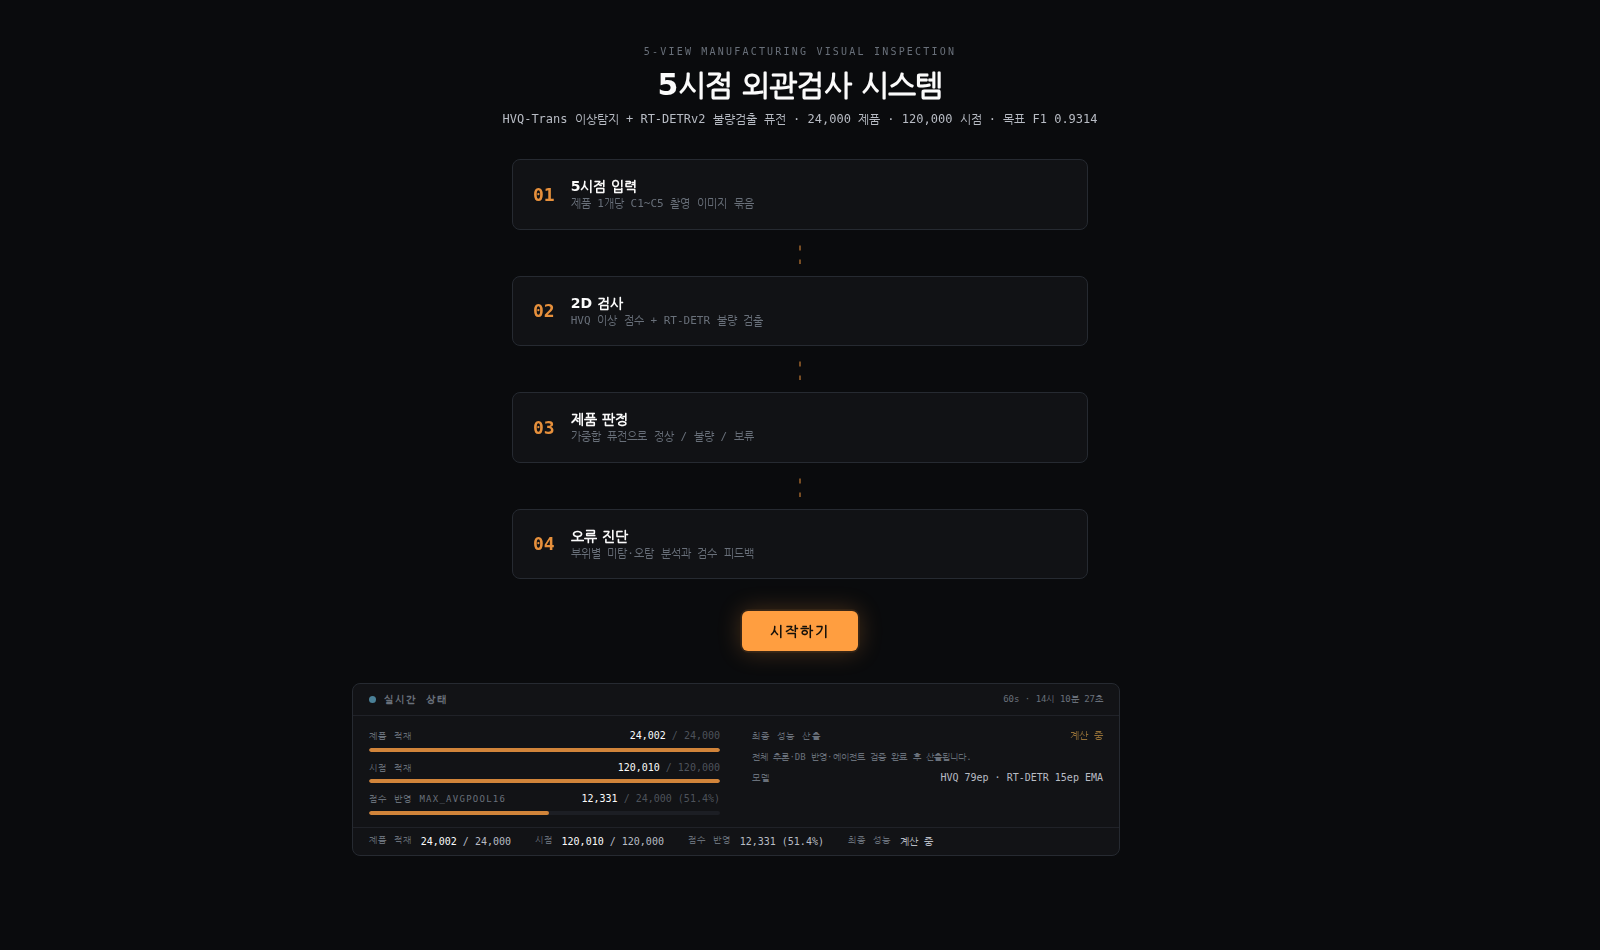 5-VIEW MANUFACTURING VISUAL INSPECTION
5시점 외관검사 시스템
HVQ-Trans 이상탐지 + RT-DETRv2 불량검출 퓨전 · 24,000 제품 · 120,000 시점 · 목표 F1 0.9314
01
5시점 입력
제품 1개당 C1~C5 촬영 이미지 묶음
02
2D 검사
HVQ 이상 점수 + RT-DETR 불량 검출
03
제품 판정
가중합 퓨전으로 정상 / 불량 / 보류
04
오류 진단
부위별 미탐·오탐 분석과 검수 피드백
시작하기
실시간 상태
60s · 14시 10분 27초
제품 적재 24,002 / 24,000
시점 적재 120,010 / 120,000
점수 반영 MAX_AVGPOOL16 12,331 / 24,000 (51.4%)
최종 성능 산출 계산 중
전체 추론·DB 반영·에이전트 검증 완료 후 산출됩니다.
모델 HVQ 79ep · RT-DETR 15ep EMA
제품 적재 24,002 / 24,000 시점 120,010 / 120,000 점수 반영 12,331 (51.4%) 최종 성능 계산 중